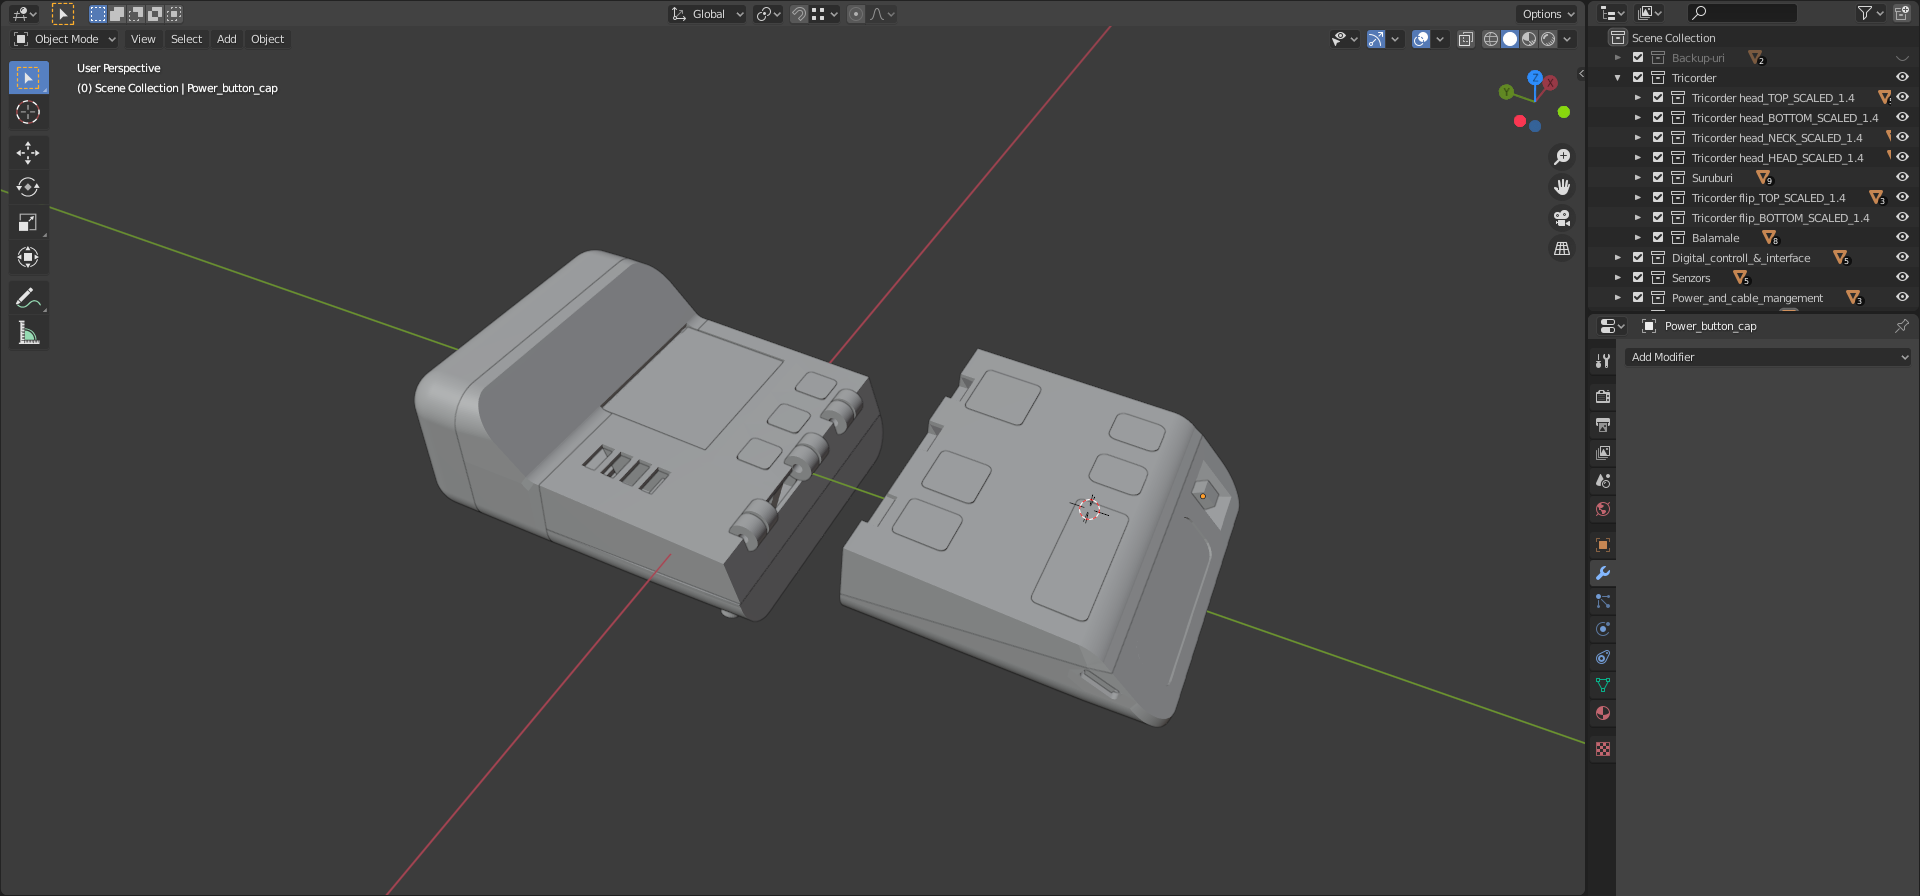 Global
Options
Object Mode
View
Select
Add
Object
User Perspective
(0) Scene Collection | Power_button_cap
Z
X
Y
Scene Collection
Backup-uri
2
Tricorder
Tricorder head_TOP_SCALED_1.4
Tricorder head_BOTTOM_SCALED_1.4
Tricorder head_NECK_SCALED_1.4
Tricorder head_HEAD_SCALED_1.4
Suruburi
9
Tricorder flip_TOP_SCALED_1.4
3
Tricorder flip_BOTTOM_SCALED_1.4
Balamale
8
Digital_controll_&_interface
5
Senzors
5
Power_and_cable_mangement
3
Power_button_cap
Add Modifier